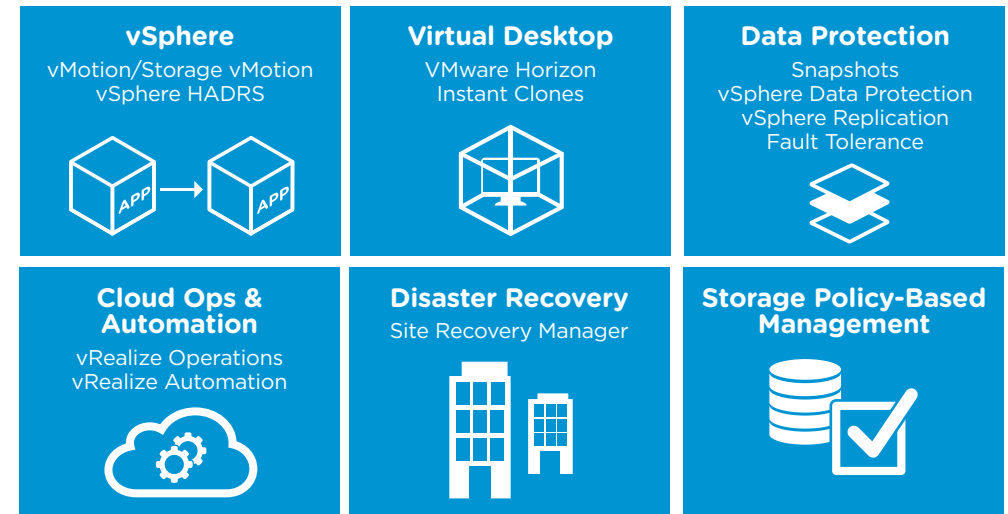 vSphere
vMotion/Storage vMotion
vSphere HADRS
APP
APP
Virtual Desktop
VMware Horizon
Instant Clones
Data Protection
Snapshots
vSphere Data Protection
vSphere Replication
Fault Tolerance
Cloud Ops &
Automation
vRealize Operations
vRealize Automation
Disaster Recovery
Site Recovery Manager
Storage Policy-Based
Management